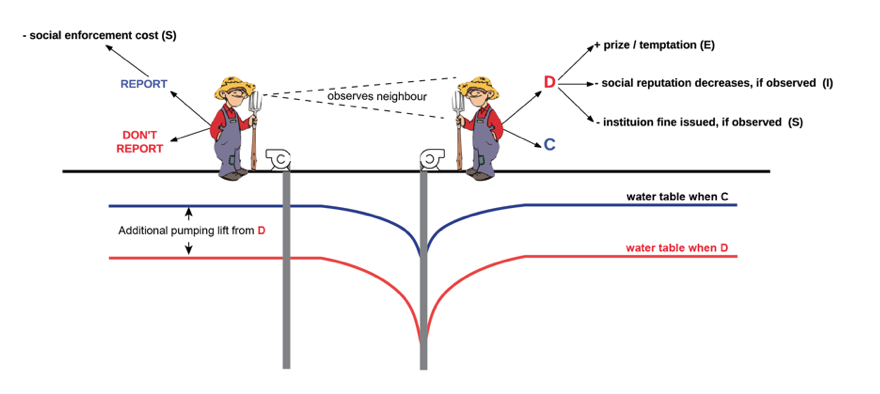 - social enforcement cost (S)
REPORT
DON'T
REPORT
observes neighbour
D
C
+ prize / temptation (E)
- social reputation decreases, if observed (I)
- instituion fine issued, if observed (S)
water table when C
Additional pumping lift from D
water table when D